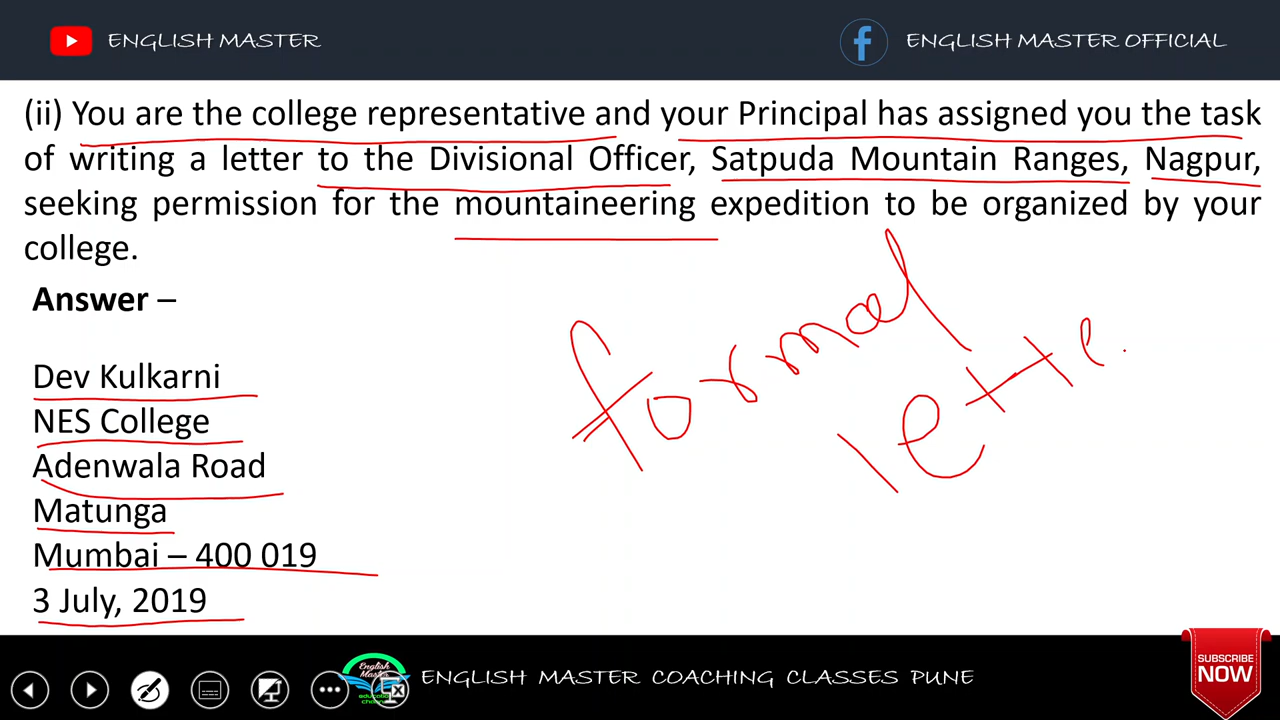 ENGLISH MASTER
ENGLISH MASTER OFFICIAL
(ii) You are the college representative and your Principal has assigned you the task
of writing a letter to the Divisional Officer, Satpuda Mountain Ranges, Nagpur,
seeking permission for the mountaineering expedition to be organized by your
college.
Answer –
formal
lette
Dev Kulkarni
NES College
Adenwala Road
Matunga
Mumbai – 400 019
3 July, 2019
English
Master
ENGLISH MASTER COACHING CLASSES PUNE
SUBSCRIBE
NOW